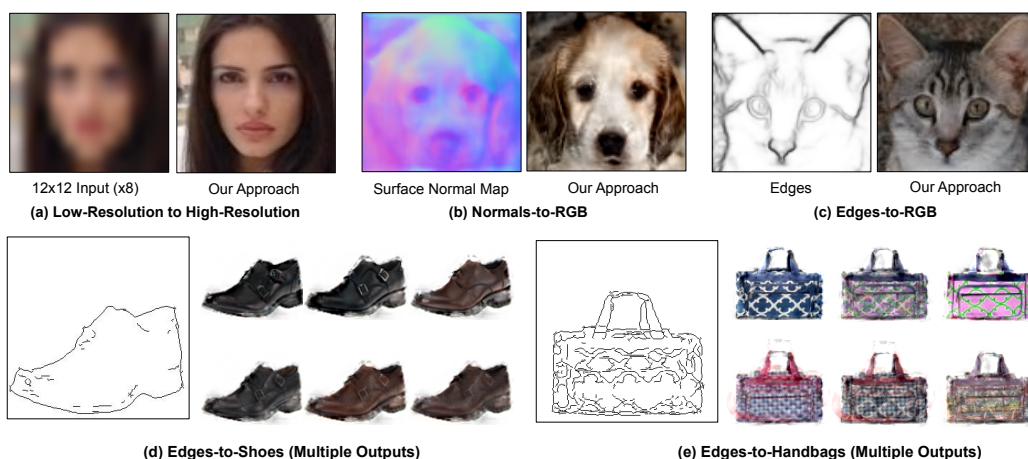 12x12 Input (x8)
Our Approach
(a) Low-Resolution to High-Resolution
Surface Normal Map
Our Approach
(b) Normals-to-RGB
Edges
Our Approach
(c) Edges-to-RGB
(d) Edges-to-Shoes (Multiple Outputs)
(e) Edges-to-Handbags (Multiple Outputs)